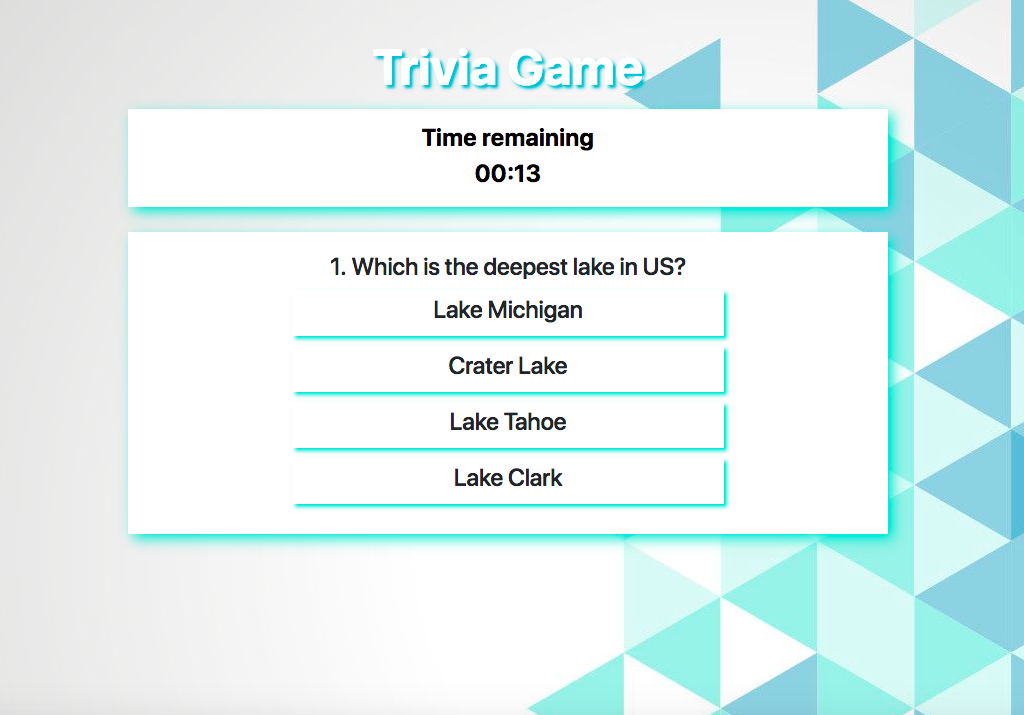 Trivia Game
Time remaining
00:13
1. Which is the deepest lake in US?
Lake Michigan
Crater Lake
Lake Tahoe
Lake Clark